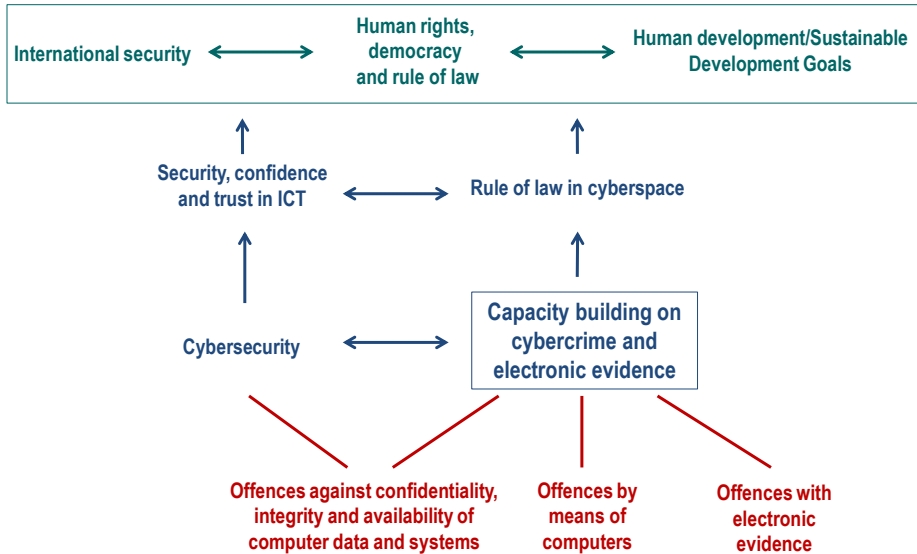 International security
Human rights,
democracy
and rule of law
Human development/Sustainable
Development Goals
Security, confidence
and trust in ICT
Rule of law in cyberspace
Cybersecurity
Capacity building on
cybercrime and
electronic evidence
Offences against confidentiality,
integrity and availability of
computer data and systems
Offences by
means of
computers
Offences with
electronic
evidence